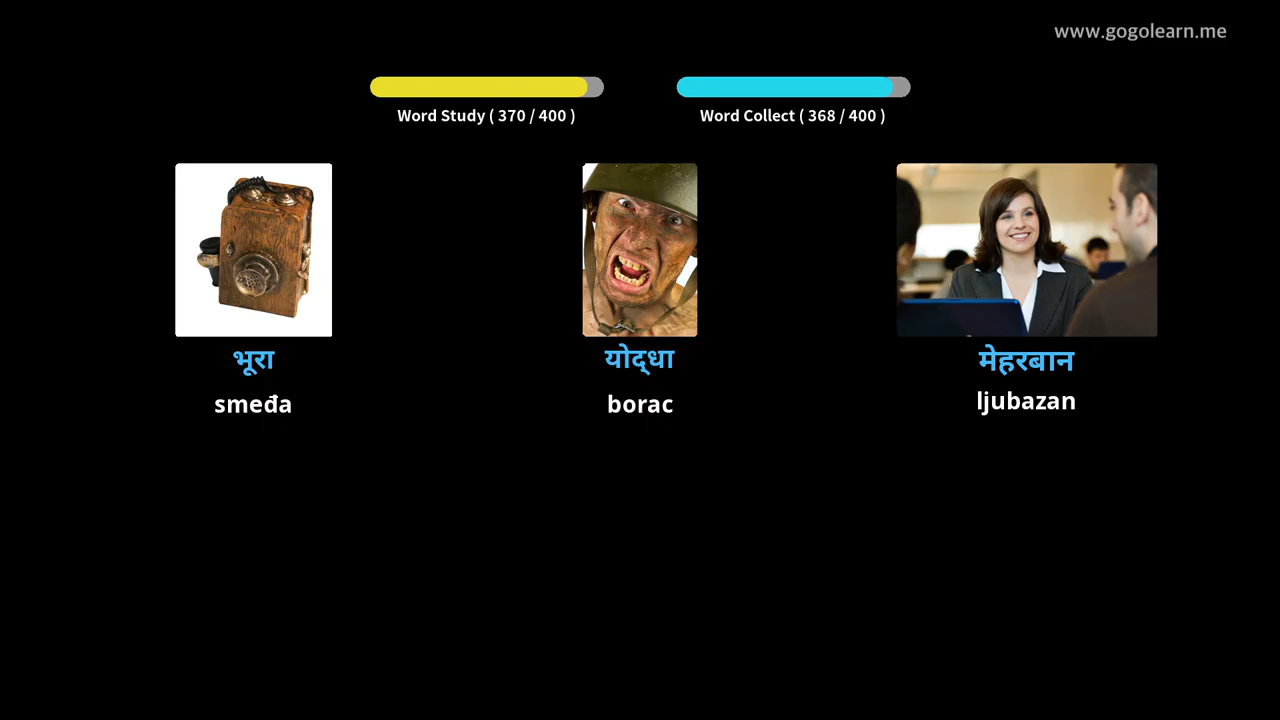 www.gogolearn.me
Word Study ( 370 / 400 )
Word Collect ( 368 / 400 )
भूरा
योद्‌धा
मेहरबान
smeđa
borac
ljubazan